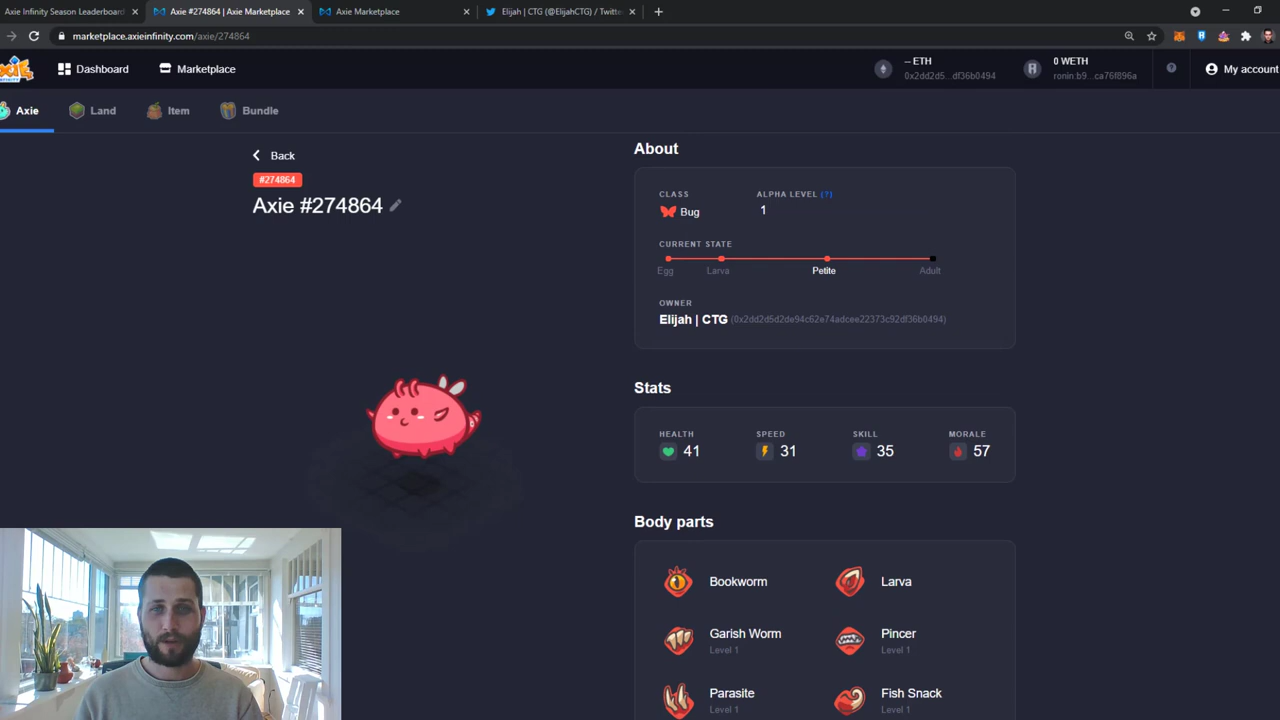 Axie Infinity Season Leaderboard
Axie #274864 | Axie Marketplace
Axie Marketplace
Elijah | CTG (@ElijahCTG) / Twitte
marketplace.axieinfinity.com/axie/274864
Dashboard
Marketplace
-- ETH
0x2dd2d5...df36b0494
0 WETH
ronin:b9...ca76f896a
My account
Axie
Land
Item
Bundle
Back
#274864
Axie #274864
About
CLASS
Bug
ALPHA LEVEL (?)
1
CURRENT STATE
Egg
Larva
Petite
Adult
OWNER
Elijah | CTG (0x2dd2d5d2de94c62e74adcee22373c92df36b0494)
Stats
HEALTH
41
SPEED
31
SKILL
35
MORALE
57
Body parts
Bookworm
Larva
Garish Worm
Level 1
Pincer
Level 1
Parasite
Level 1
Fish Snack
Level 1